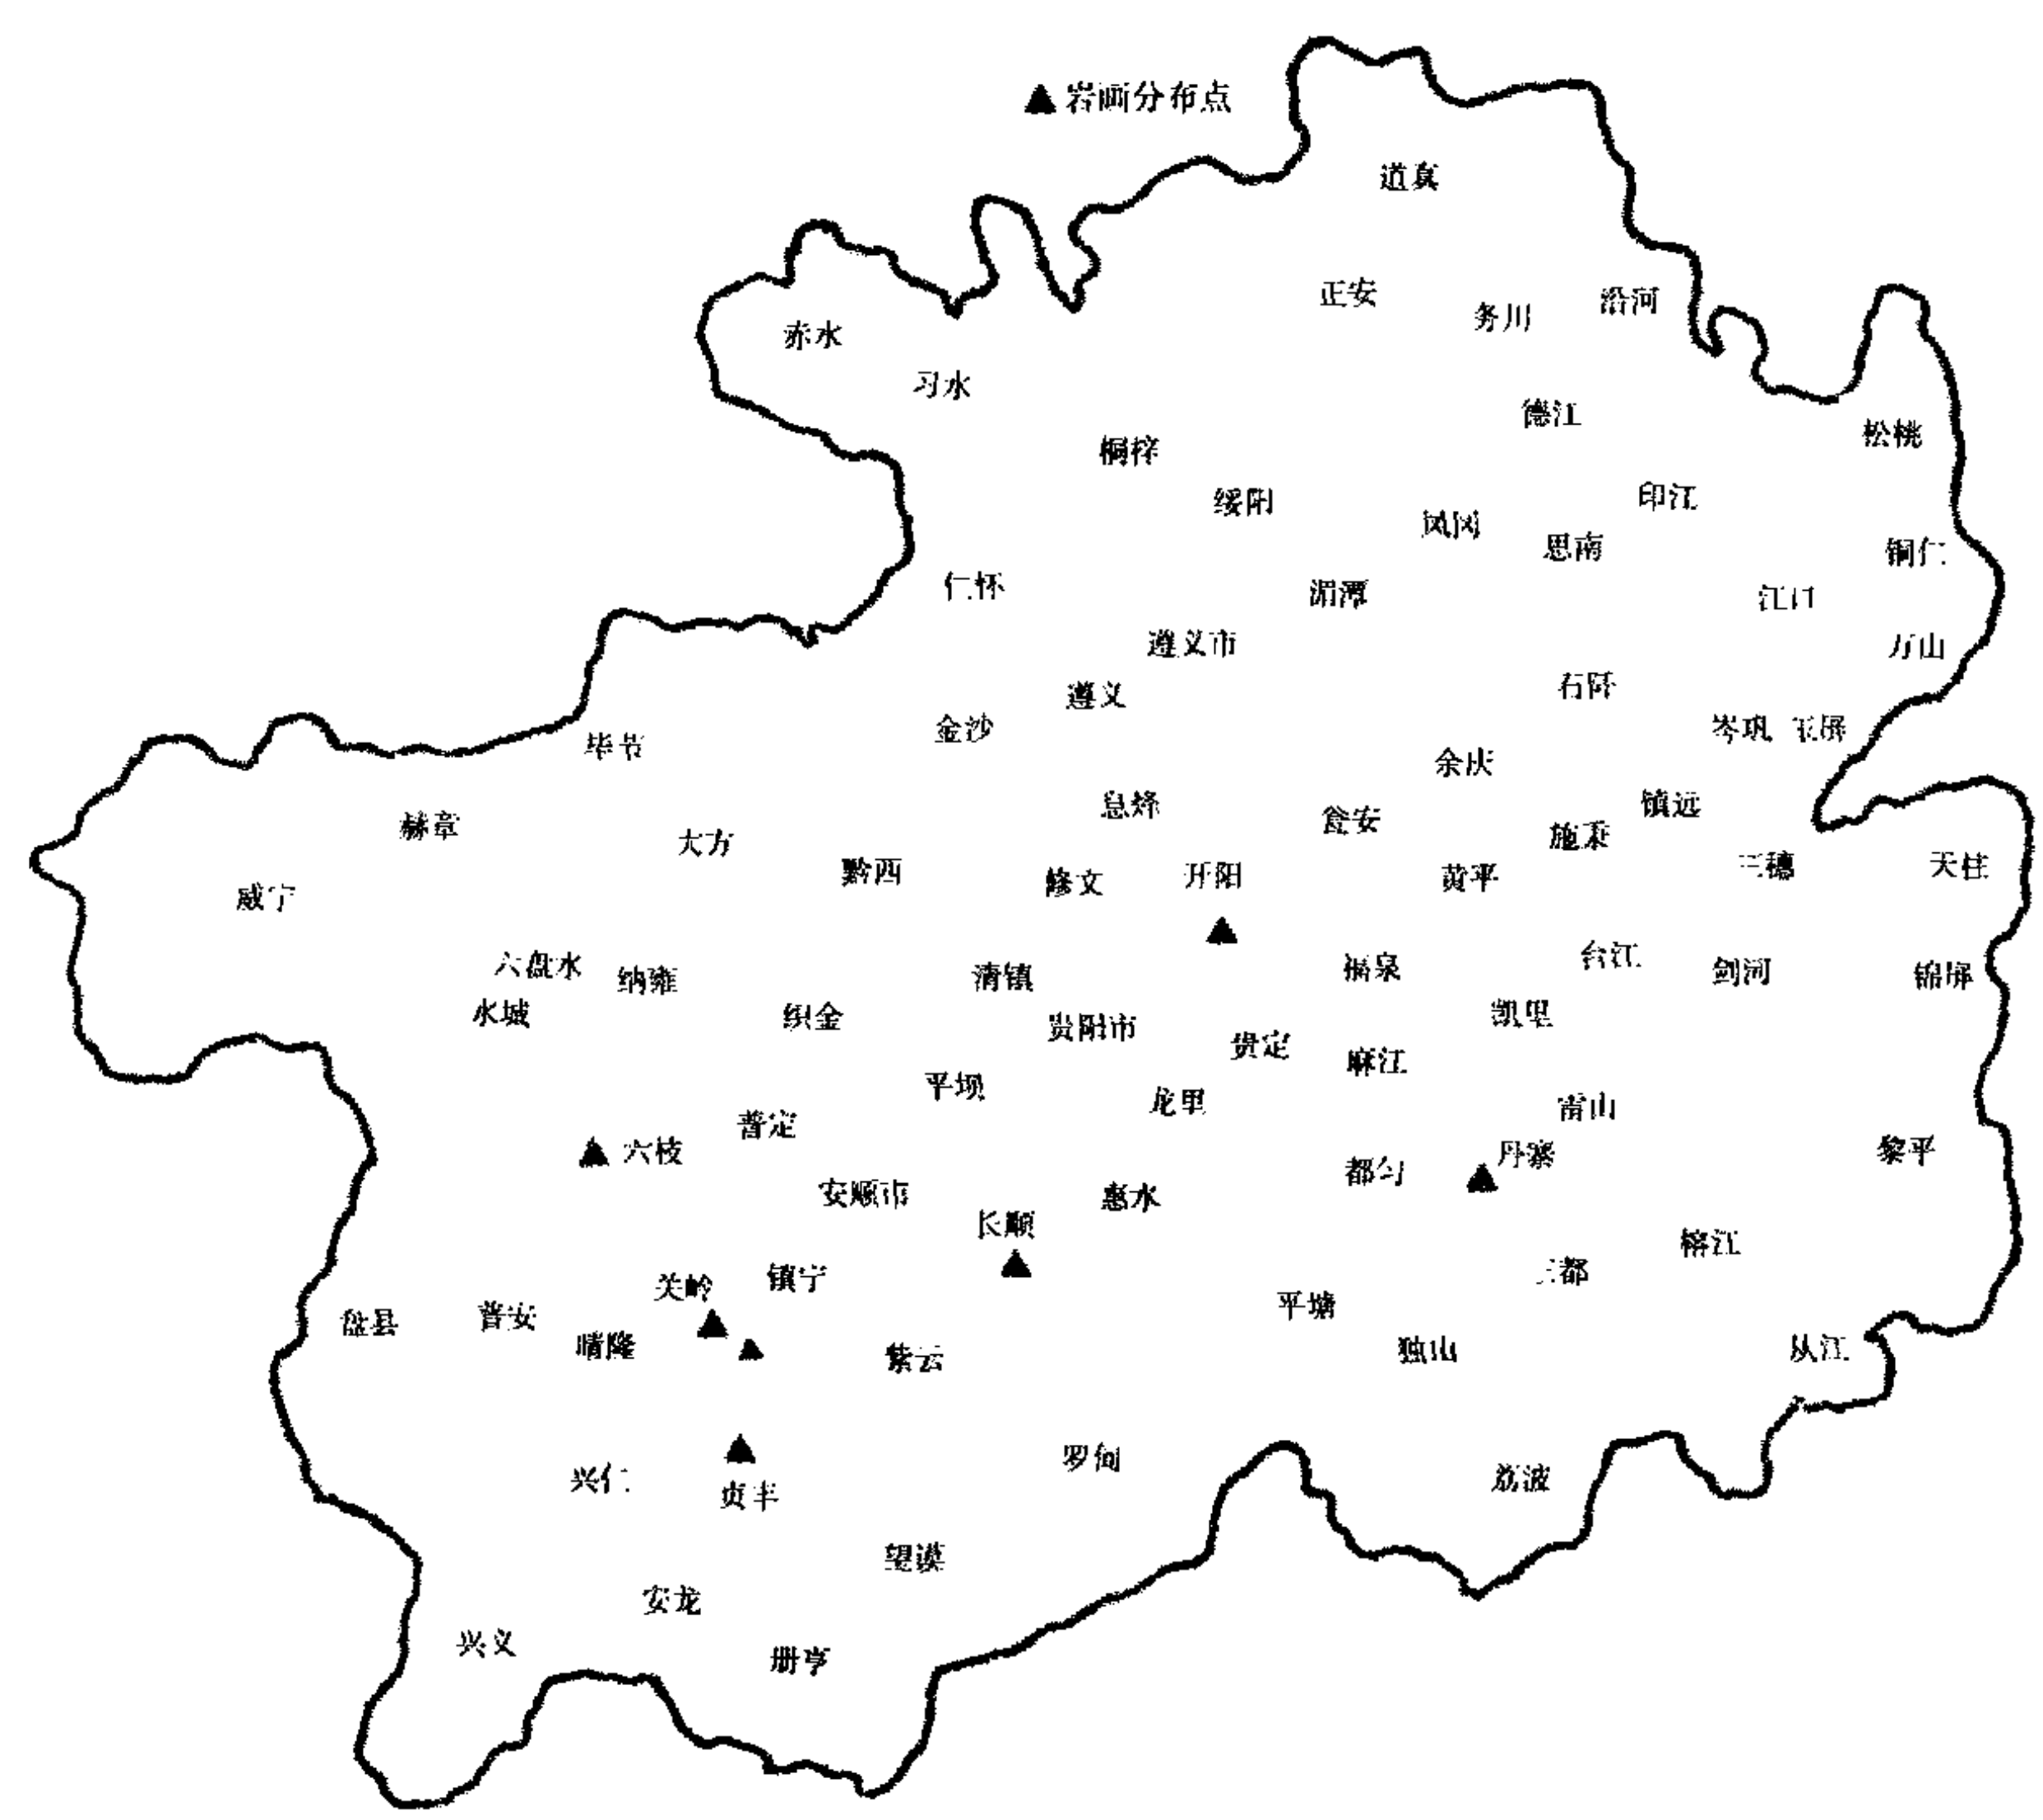 ▲岩画分布点
道真
正安
务川
沿河
赤水
习水
德江
松桃
桐梓
绥阳
印江
凤冈
思南
铜仁
仁怀
湄潭
江口
万山
遵义市
石阡
遵义
金沙
岑巩 玉屏
毕节
余庆
息烽
瓮安
镇远
赫章
大方
施秉
黔西
修文
开阳
黄平
三穗
天柱
威宁
六盘水
纳雍
清镇
福泉
台江
剑河
锦屏
水城
织金
贵阳市
凯里
贵定
麻江
平坝
龙里
雷山
普定
六枝
丹寨
黎平
都匀
安顺市
惠水
长顺
榕江
三都
关岭
镇宁
平塘
盘县
普安
晴隆
紫云
独山
从江
罗甸
兴仁
贞丰
荔波
望谟
安龙
兴义
册亨